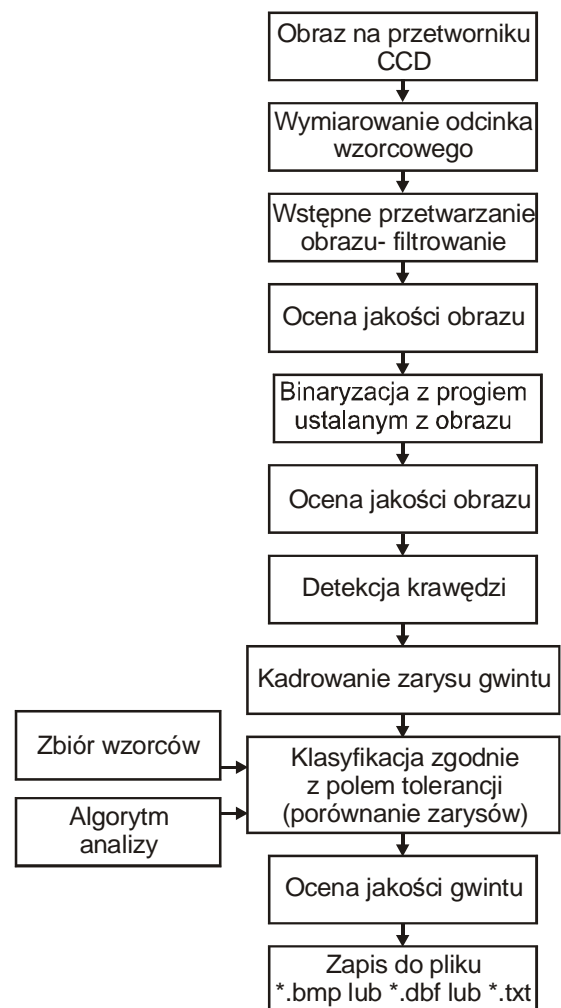 Obraz na przetworniku
CCD
Wymiarowanie odcinka
wzorcowego
Wstępne przetwarzanie
obrazu- filtrowanie
Ocena jakości obrazu
Binaryzacja z progiem
ustalanym z obrazu
Ocena jakości obrazu
Detekcja krawędzi
Kadrowanie zarysu gwintu
Zbiór wzorców
Algorytm
analizy
Klasyfikacja zgodnie
z polem tolerancji
(porównanie zarysów)
Ocena jakości gwintu
Zapis do pliku
*.bmp lub *.dbf lub *.txt